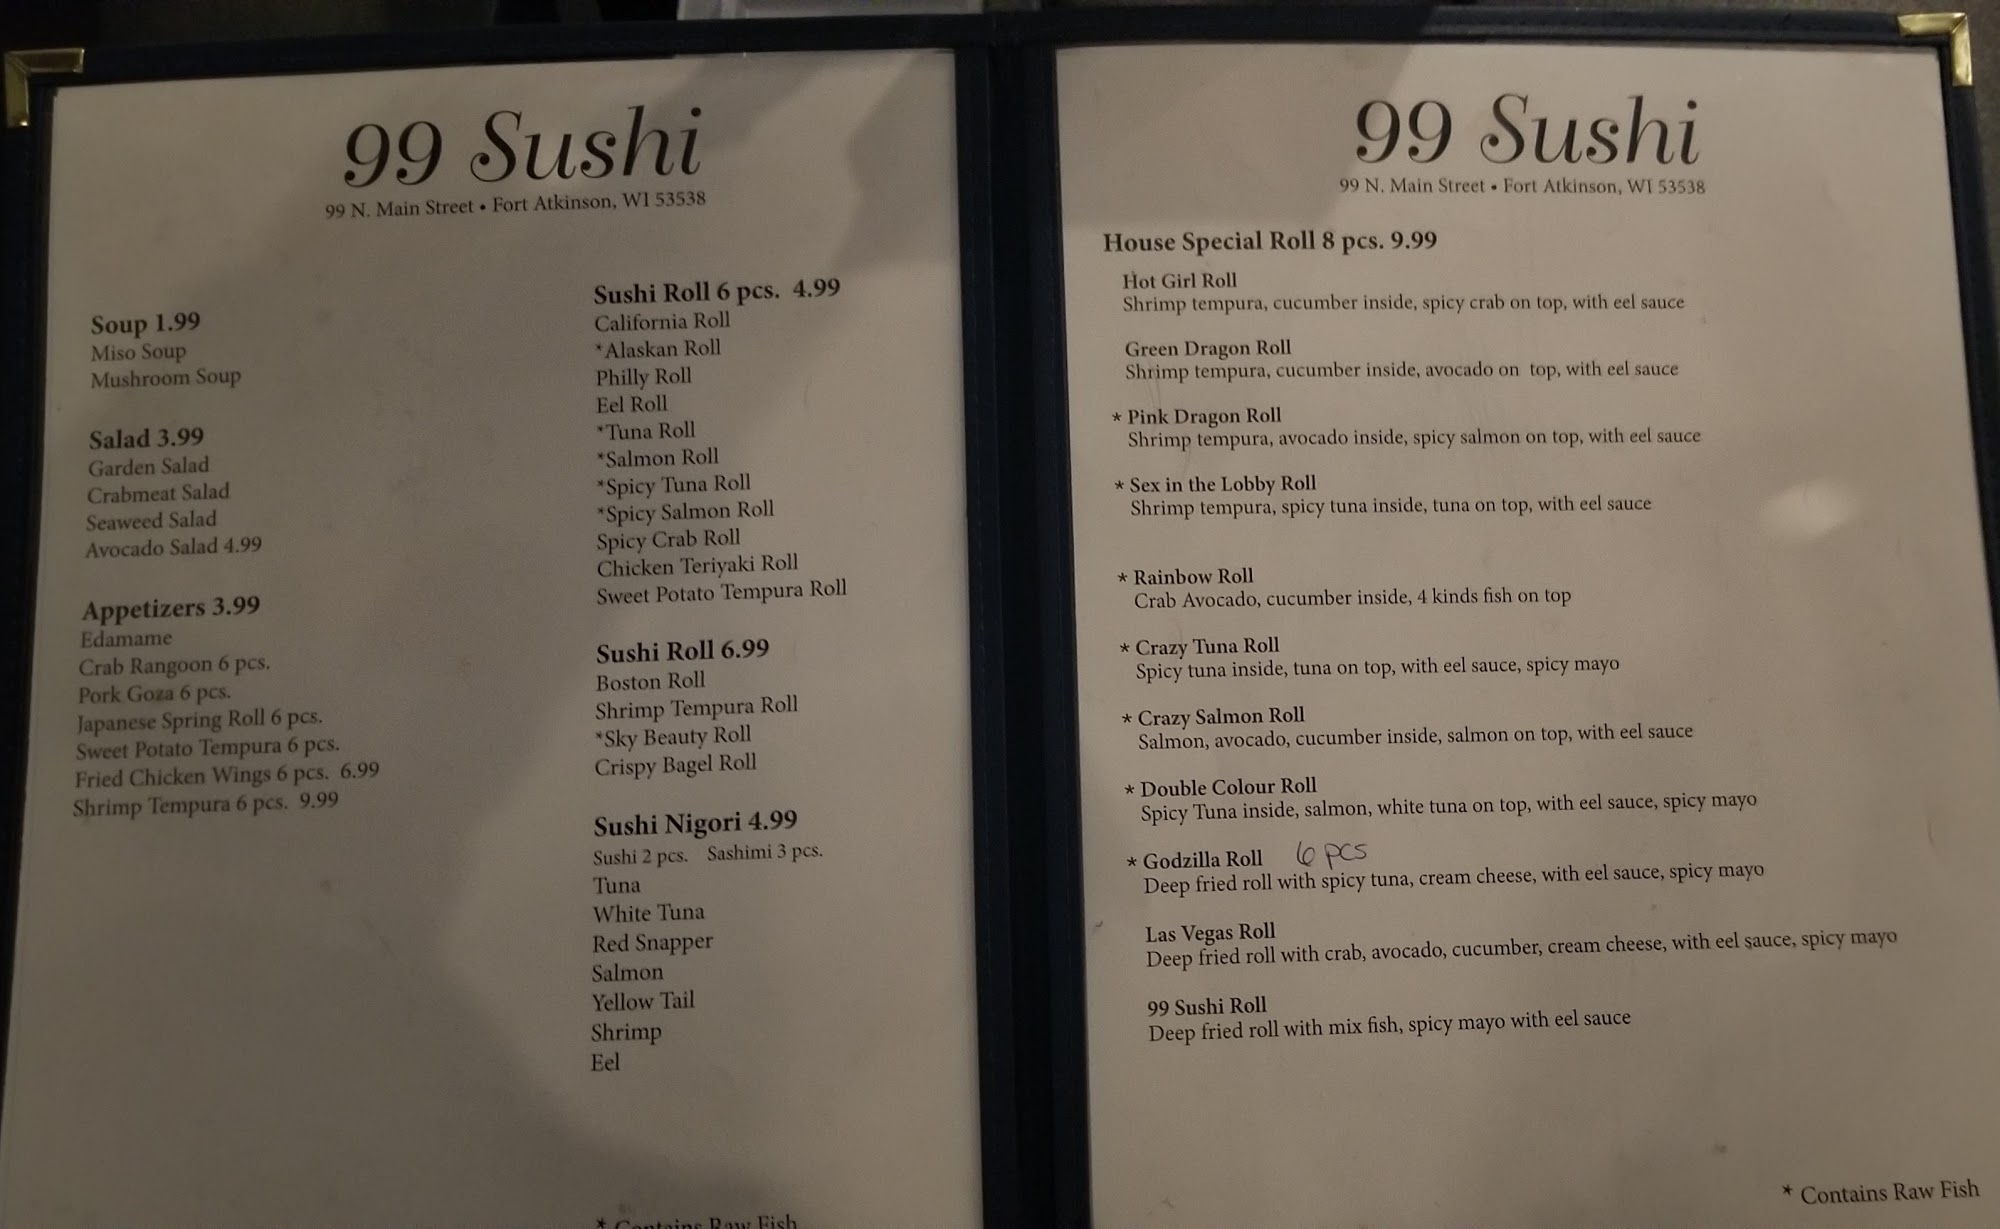 99 Sushi
99 N. Main Street • Fort Atkinson, WI 53538
Soup 1.99
Miso Soup
Mushroom Soup
Salad 3.99
Garden Salad
Crabmeat Salad
Seaweed Salad
Avocado Salad 4.99
Appetizers 3.99
Edamame
Crab Rangoon 6 pcs.
Pork Goza 6 pcs.
Japanese Spring Roll 6 pcs.
Sweet Potato Tempura 6 pcs.
Fried Chicken Wings 6 pcs. 6.99
Shrimp Tempura 6 pcs. 9.99
Sushi Roll 6 pcs. 4.99
California Roll
*Alaskan Roll
Philly Roll
Eel Roll
*Tuna Roll
*Salmon Roll
*Spicy Tuna Roll
*Spicy Salmon Roll
Spicy Crab Roll
Chicken Teriyaki Roll
Sweet Potato Tempura Roll
Sushi Roll 6.99
Boston Roll
Shrimp Tempura Roll
*Sky Beauty Roll
Crispy Bagel Roll
Sushi Nigori 4.99
Sushi 2 pcs. Sashimi 3 pcs.
Tuna
White Tuna
Red Snapper
Salmon
Yellow Tail
Shrimp
Eel
* Contains Raw Fish
99 Sushi
99 N. Main Street • Fort Atkinson, WI 53538
House Special Roll 8 pcs. 9.99
Hot Girl Roll
Shrimp tempura, cucumber inside, spicy crab on top, with eel sauce
Green Dragon Roll
Shrimp tempura, cucumber inside, avocado on top, with eel sauce
* Pink Dragon Roll
Shrimp tempura, avocado inside, spicy salmon on top, with eel sauce
* Sex in the Lobby Roll
Shrimp tempura, spicy tuna inside, tuna on top, with eel sauce
* Rainbow Roll
Crab Avocado, cucumber inside, 4 kinds fish on top
* Crazy Tuna Roll
Spicy tuna inside, tuna on top, with eel sauce, spicy mayo
* Crazy Salmon Roll
Salmon, avocado, cucumber inside, salmon on top, with eel sauce
* Double Colour Roll
Spicy Tuna inside, salmon, white tuna on top, with eel sauce, spicy mayo
* Godzilla Roll 6 pcs
Deep fried roll with spicy tuna, cream cheese, with eel sauce, spicy mayo
Las Vegas Roll
Deep fried roll with crab, avocado, cucumber, cream cheese, with eel sauce, spicy mayo
99 Sushi Roll
Deep fried roll with mix fish, spicy mayo with eel sauce
* Contains Raw Fish